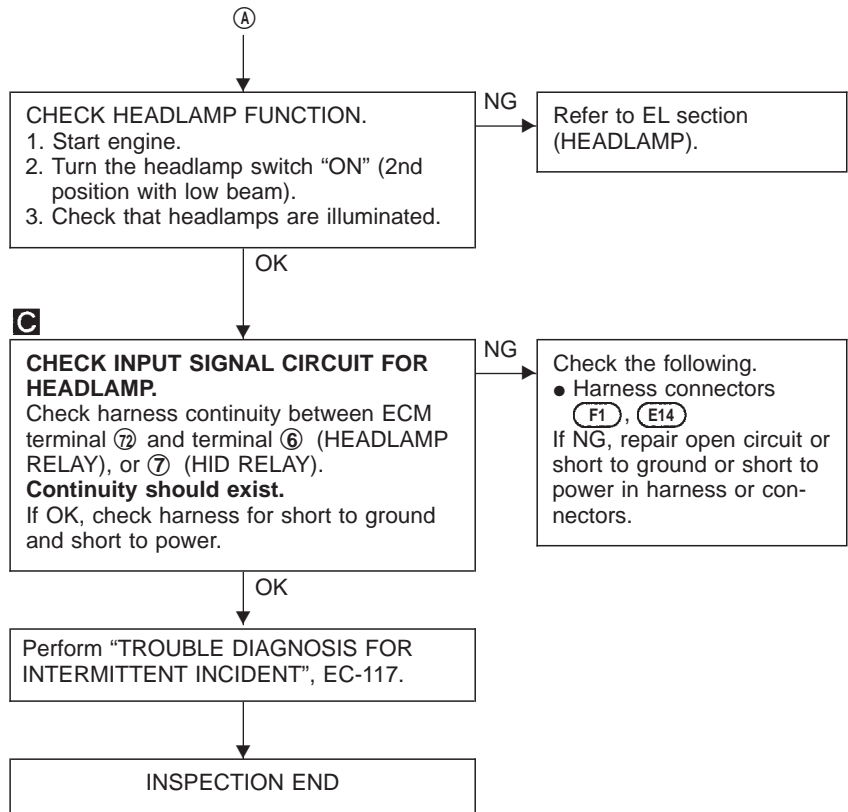 Ⓐ
CHECK HEADLAMP FUNCTION.
1. Start engine.
2. Turn the headlamp switch “ON” (2nd
position with low beam).
3. Check that headlamps are illuminated.
NG
Refer to EL section
(HEADLAMP).
OK
C
CHECK INPUT SIGNAL CIRCUIT FOR
HEADLAMP.
Check harness continuity between ECM
terminal 72 and terminal ⑥ (HEADLAMP
RELAY), or ⑦ (HID RELAY).
Continuity should exist.
If OK, check harness for short to ground
and short to power.
NG
Check the following.
● Harness connectors
F1, E14
If NG, repair open circuit or
short to ground or short to
power in harness or con-
nectors.
OK
Perform “TROUBLE DIAGNOSIS FOR
INTERMITTENT INCIDENT”, EC-117.
INSPECTION END